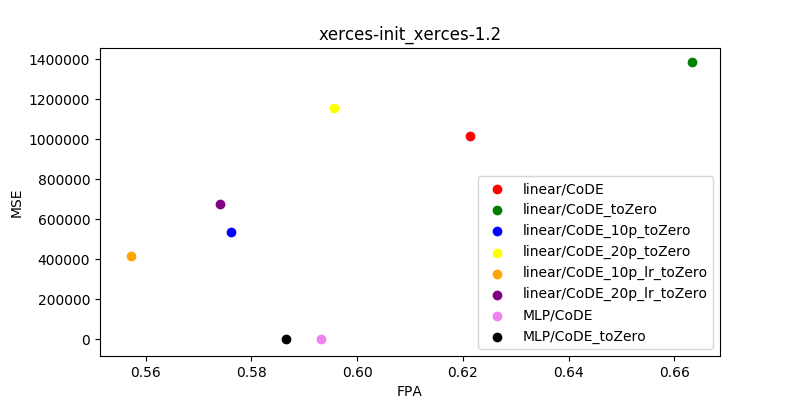 xerces-init_xerces-1.2
MSE
1400000
1200000
1000000
800000
600000
400000
200000
0
0.56
0.58
0.60
0.62
0.64
0.66
FPA
linear/CoDE
linear/CoDE_toZero
linear/CoDE_10p_toZero
linear/CoDE_20p_toZero
linear/CoDE_10p_lr_toZero
linear/CoDE_20p_lr_toZero
MLP/CoDE
MLP/CoDE_toZero